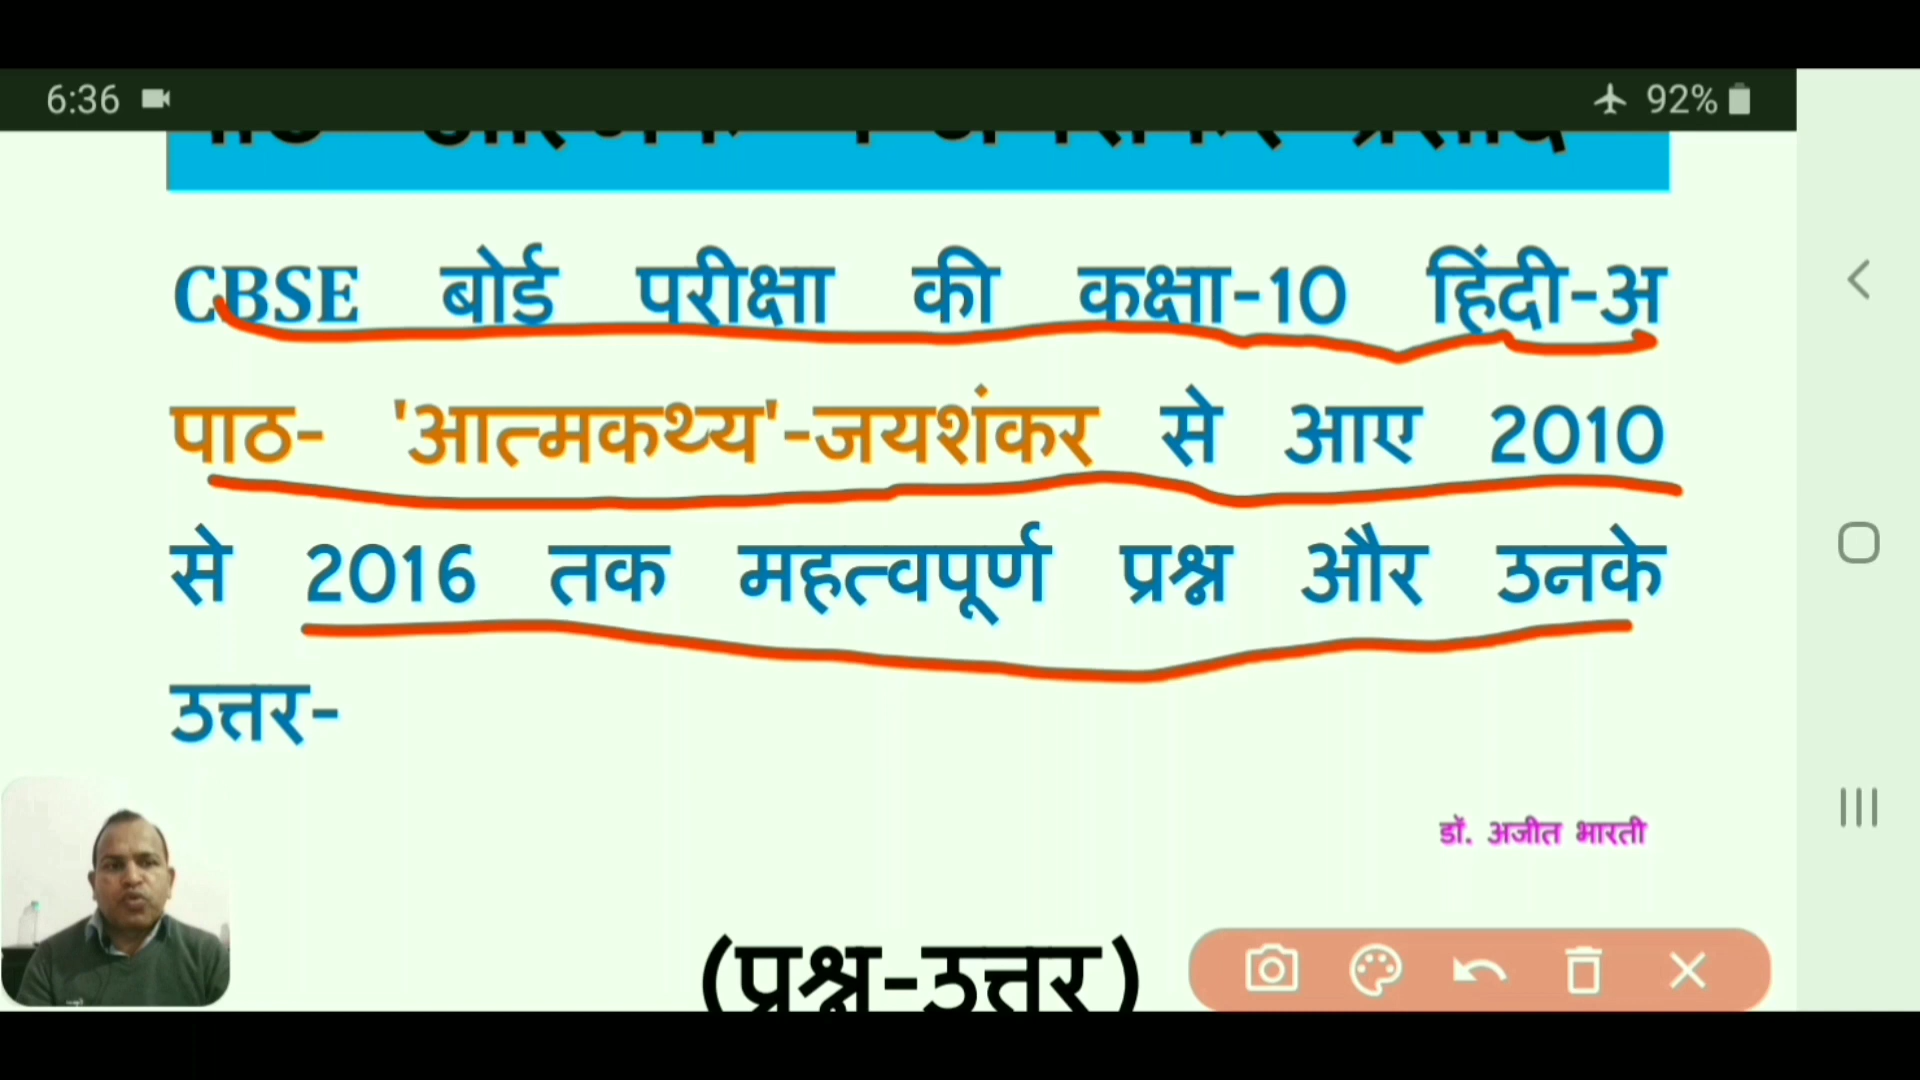 6:36
92%
CBSE बोर्ड परीक्षा की कक्षा-10 हिंदी-अ
पाठ- 'आत्मकथ्य'-जयशंकर से आए 2010
से 2016 तक महत्वपूर्ण प्रश्न और उनके
उत्तर-
डॉ. अजीत भारती
(प्रश्न-उत्तर)